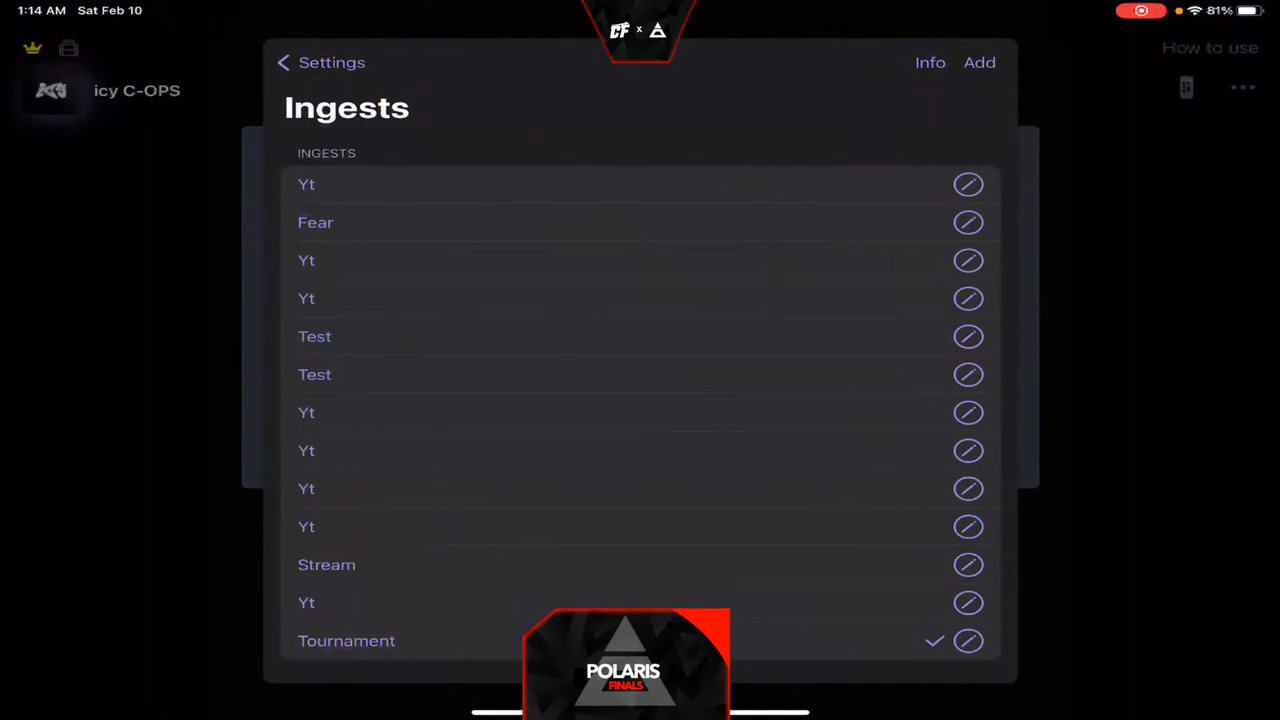 1:14 AM Sat Feb 10
CF x
81%
How to use
Settings
Info Add
icy C-OPS
Ingests
INGESTS
Yt
Fear
Yt
Yt
Test
Test
Yt
Yt
Yt
Yt
Stream
Yt
Tournament
POLARIS
FINALS